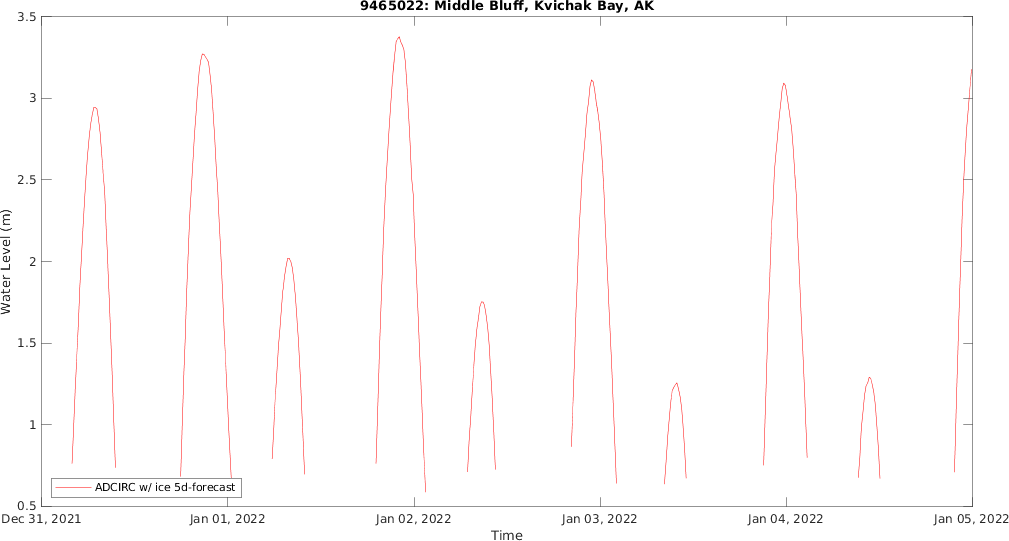 9465022: Middle Bluff, Kvichak Bay, AK
3.5
3
2.5
2
1.5
1
0.5
Water Level (m)
ADCIRC w/ ice 5d-forecast
Dec 31, 2021 Jan 01, 2022 Jan 02, 2022 Jan 03, 2022 Jan 04, 2022 Jan 05, 2022
Time